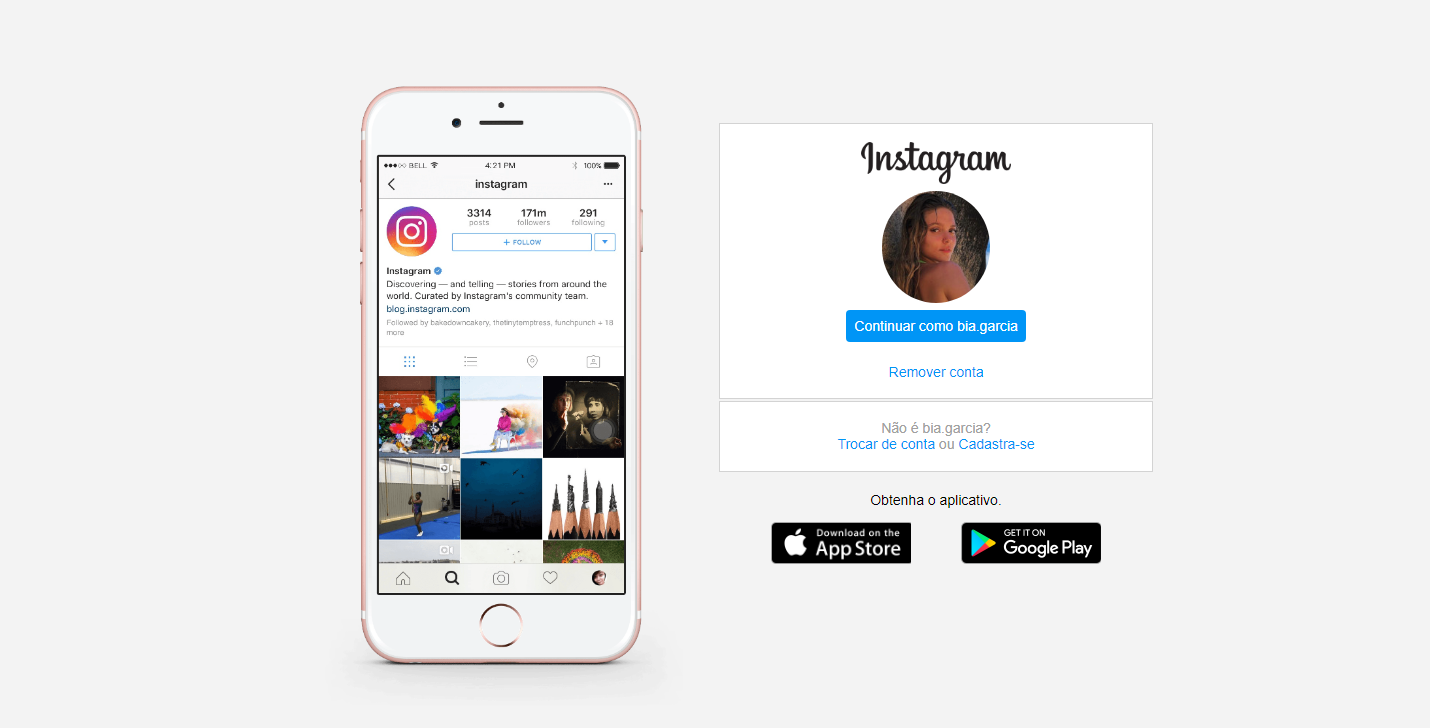 ●●●○○ BELL 4:21 PM 100%
instagram
3314 171m 291
posts followers following
+ FOLLOW
Instagram
Discovering — and telling — stories from around the
world. Curated by Instagram's community team.
blog.instagram.com
Followed by bakedowncakery, thetinytemptress, funchpunch + 18
more
Instagram
Continuar como bia.garcia
Remover conta
Não é bia.garcia?
Trocar de conta ou Cadastra-se
Obtenha o aplicativo.
Download on the
App Store
GET IT ON
Google Play